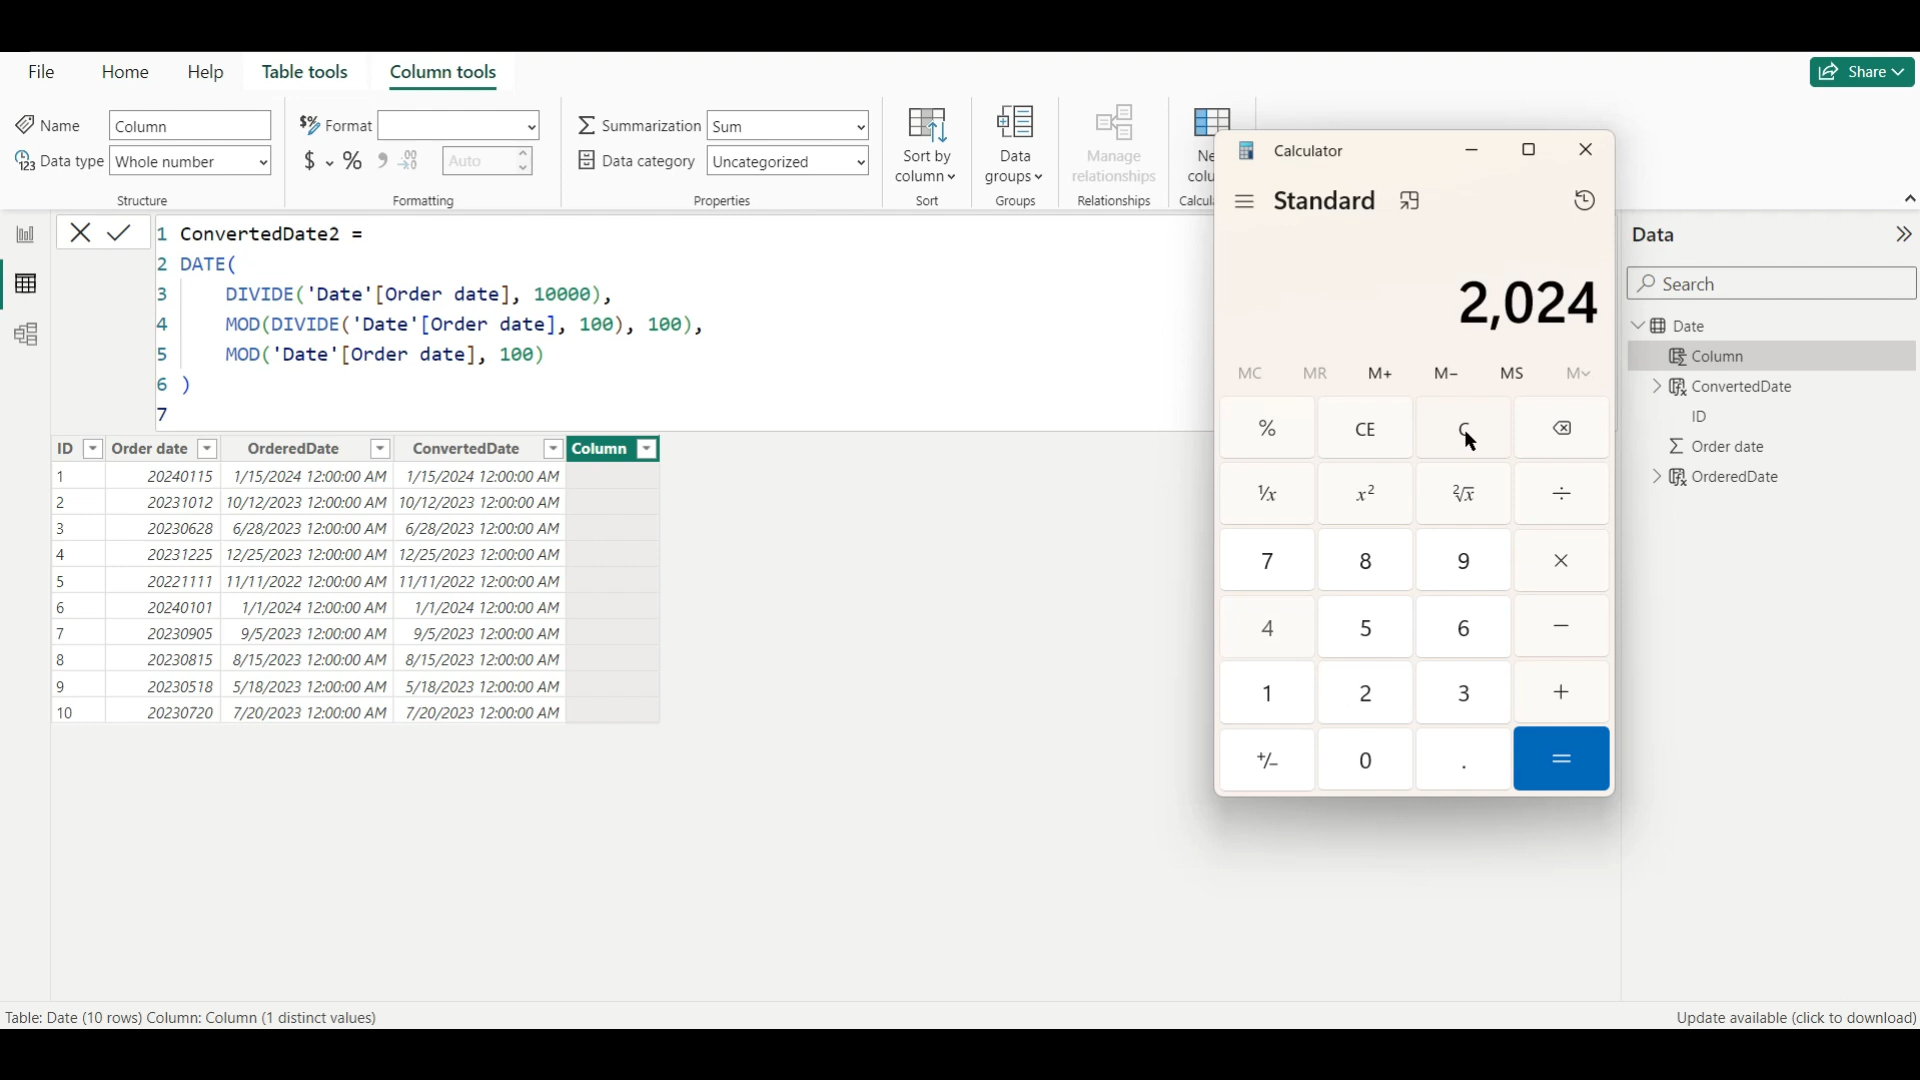 File Home Help Table tools Column tools Share
Name Column
Data type Whole number
Structure
Format
$ % Auto
Formatting
Summarization Sum
Data category Uncategorized
Properties
Sort by
column
Sort
Data
groups
Groups
Manage
relationships
Relationships
Ne
colu
Calcula
1 ConvertedDate2 =
2 DATE(
3 DIVIDE('Date'[Order date], 10000),
4 MOD(DIVIDE('Date'[Order date], 100), 100),
5 MOD('Date'[Order date], 100)
6 )
7
ID Order date OrderedDate ConvertedDate Column
1 20240115 1/15/2024 12:00:00 AM 1/15/2024 12:00:00 AM
2 20231012 10/12/2023 12:00:00 AM 10/12/2023 12:00:00 AM
3 20230628 6/28/2023 12:00:00 AM 6/28/2023 12:00:00 AM
4 20231225 12/25/2023 12:00:00 AM 12/25/2023 12:00:00 AM
5 20221111 11/11/2022 12:00:00 AM 11/11/2022 12:00:00 AM
6 20240101 1/1/2024 12:00:00 AM 1/1/2024 12:00:00 AM
7 20230905 9/5/2023 12:00:00 AM 9/5/2023 12:00:00 AM
8 20230815 8/15/2023 12:00:00 AM 8/15/2023 12:00:00 AM
9 20230518 5/18/2023 12:00:00 AM 5/18/2023 12:00:00 AM
10 20230720 7/20/2023 12:00:00 AM 7/20/2023 12:00:00 AM
Calculator
Standard
2,024
MC MR M+ M− MS M
% CE C
¹/x x² ²√x ÷
7 8 9 ×
4 5 6 −
1 2 3 +
+/− 0 . =
Data
Search
Date
Column
ConvertedDate
ID
Order date
OrderedDate
Table: Date (10 rows) Column: Column (1 distinct values)
Update available (click to download)